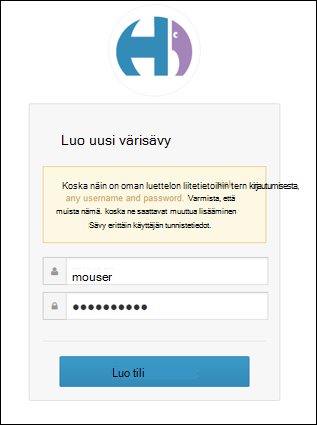 Luo uusi värisävy
Koska näin on oman luettelon liitetietoihin tern kirjautumisesta,
any username and password. Varmista, että
muista nämä. koska ne saattavat muuttua lisääminen
Sävy erittäin käyttäjän tunnistetiedot.
mouser
Luo tili